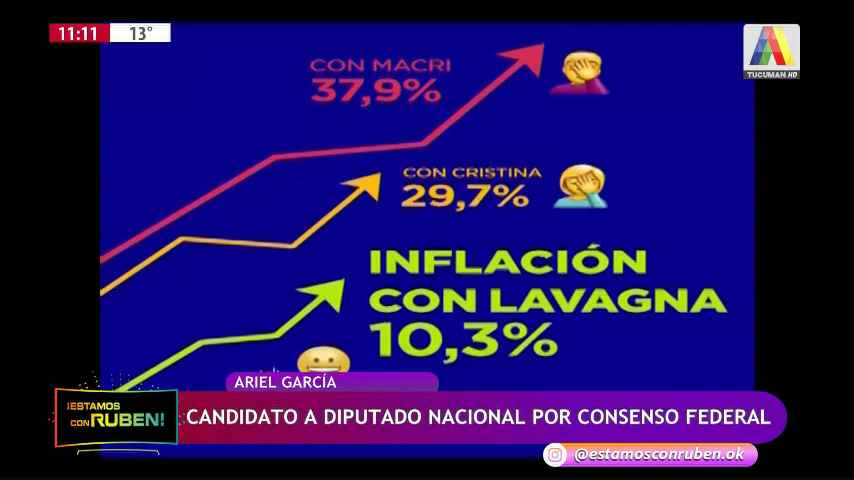 11:11 13°
TUCUMAN HD
CON MACRI
37,9%
CON CRISTINA
29,7%
INFLACIÓN
CON LAVAGNA
10,3%
ARIEL GARCÍA
¡ESTAMOS
CON RUBEN!
CANDIDATO A DIPUTADO NACIONAL POR CONSENSO FEDERAL
@estamosconruben.ok